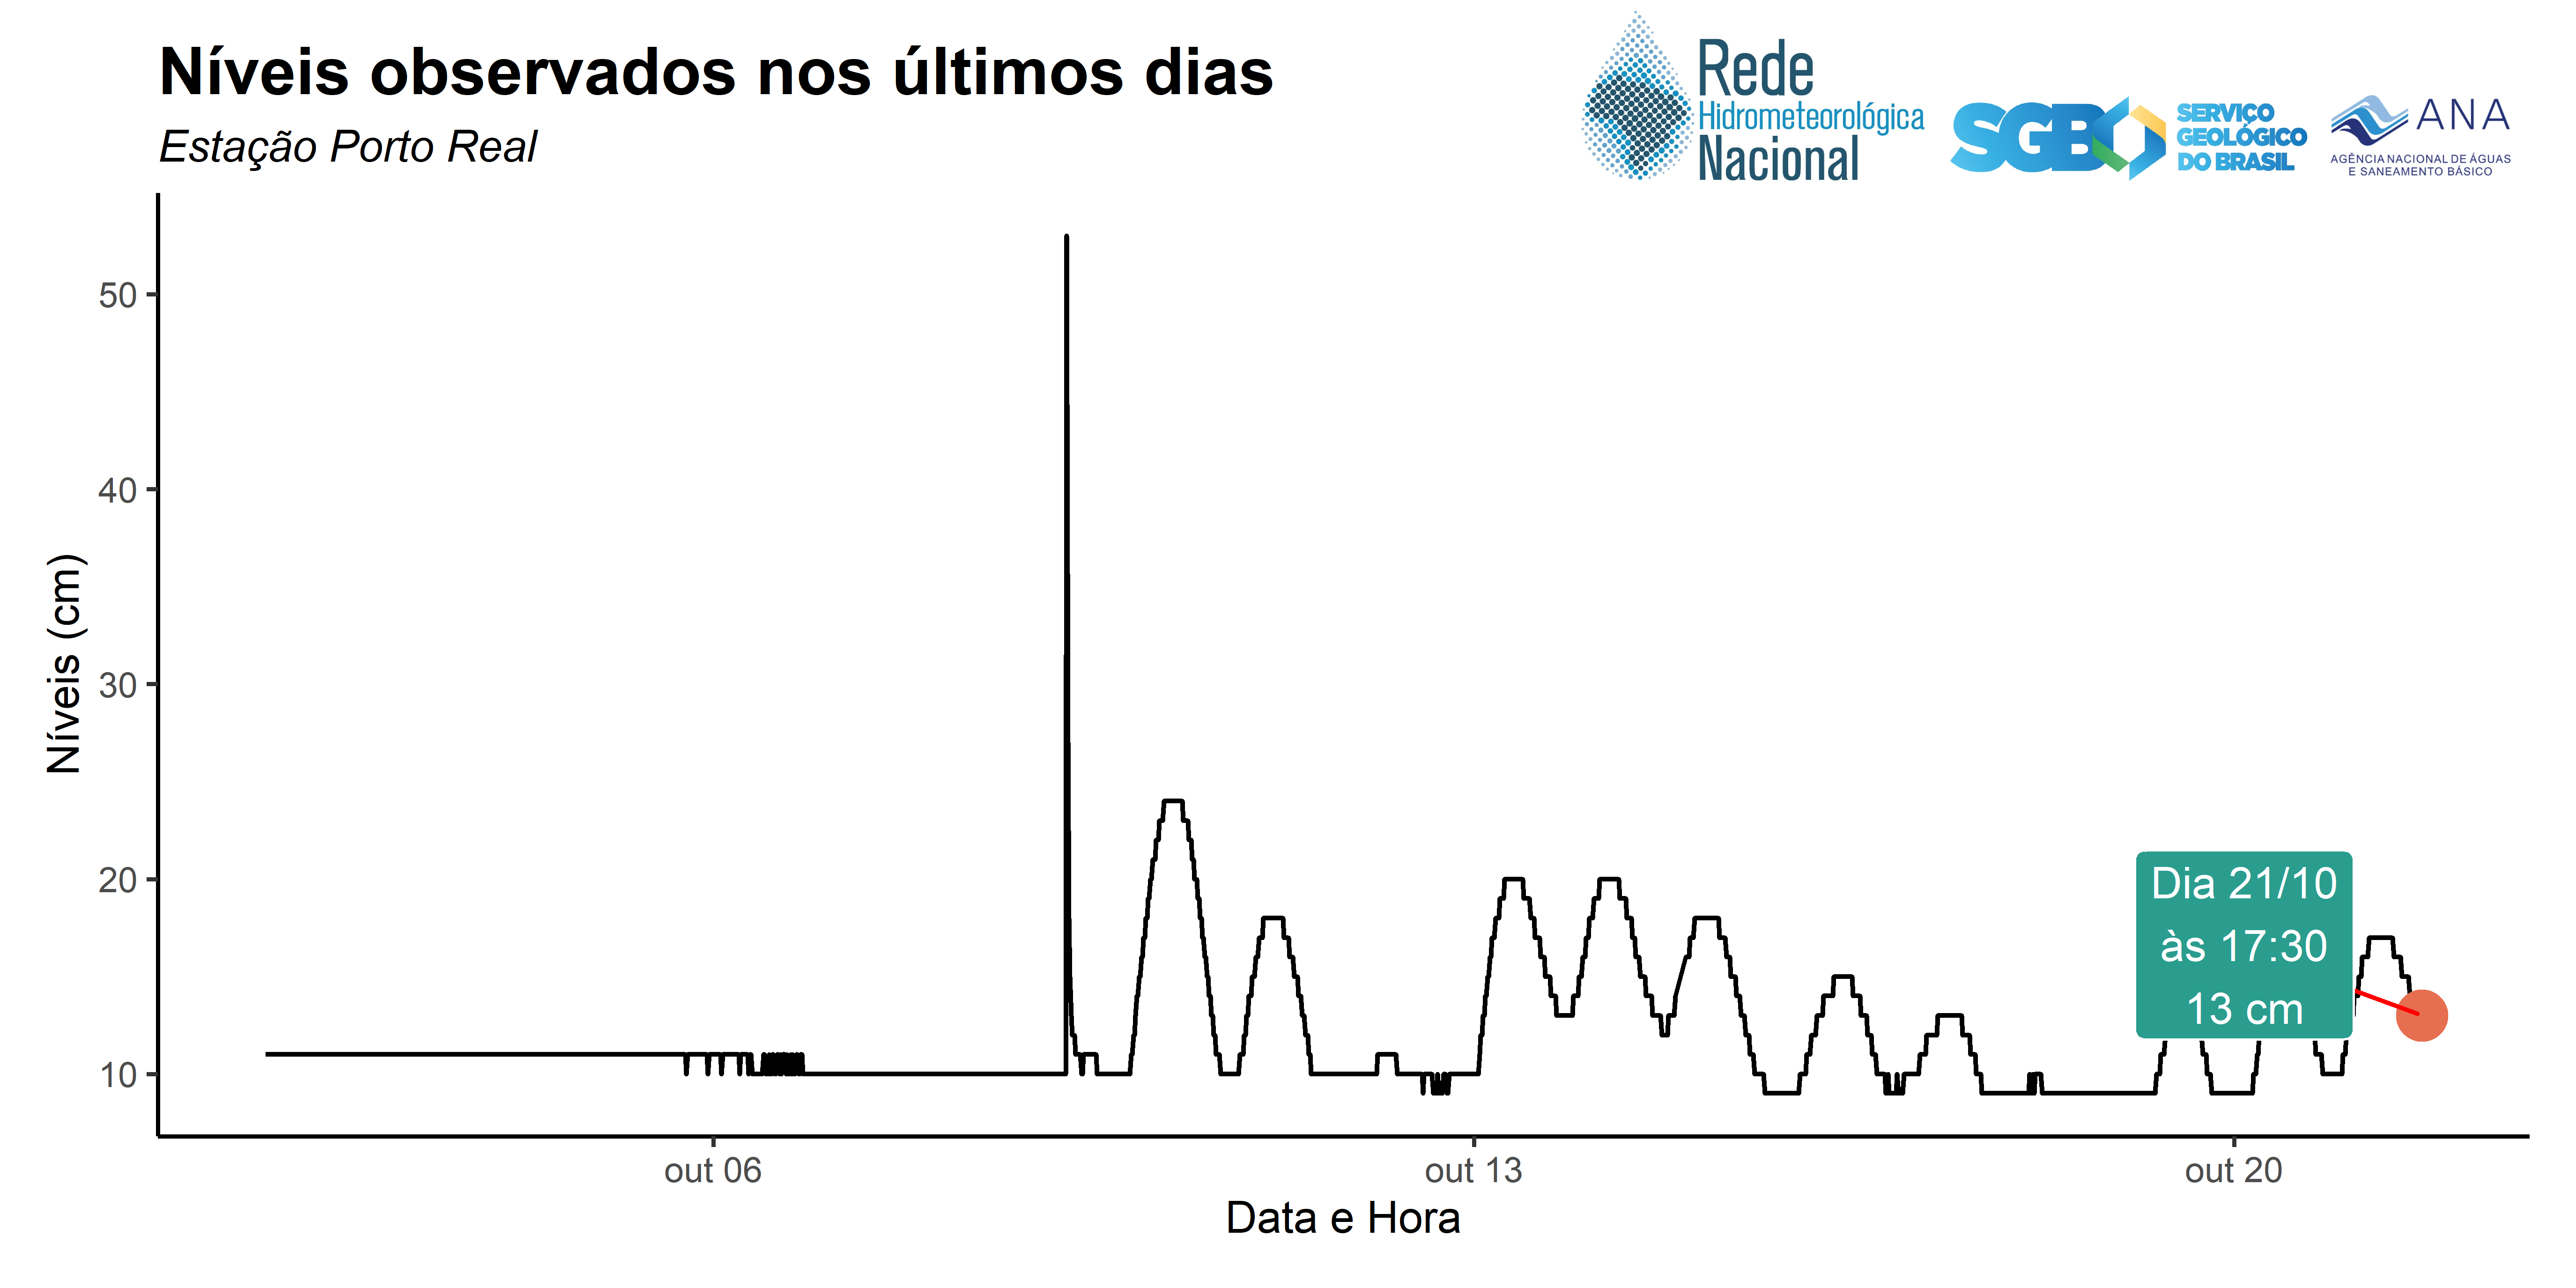 Níveis observados nos últimos dias
Estação Porto Real
Rede
Hidrometeorológica
Nacional
SGB
SERVIÇO
GEOLÓGICO
DO BRASIL
ANA
AGÊNCIA NACIONAL DE ÁGUAS
E SANEAMENTO BÁSICO
Níveis (cm)
50
40
30
20
10
Dia 21/10
às 17:30
13 cm
out 06
out 13
out 20
Data e Hora